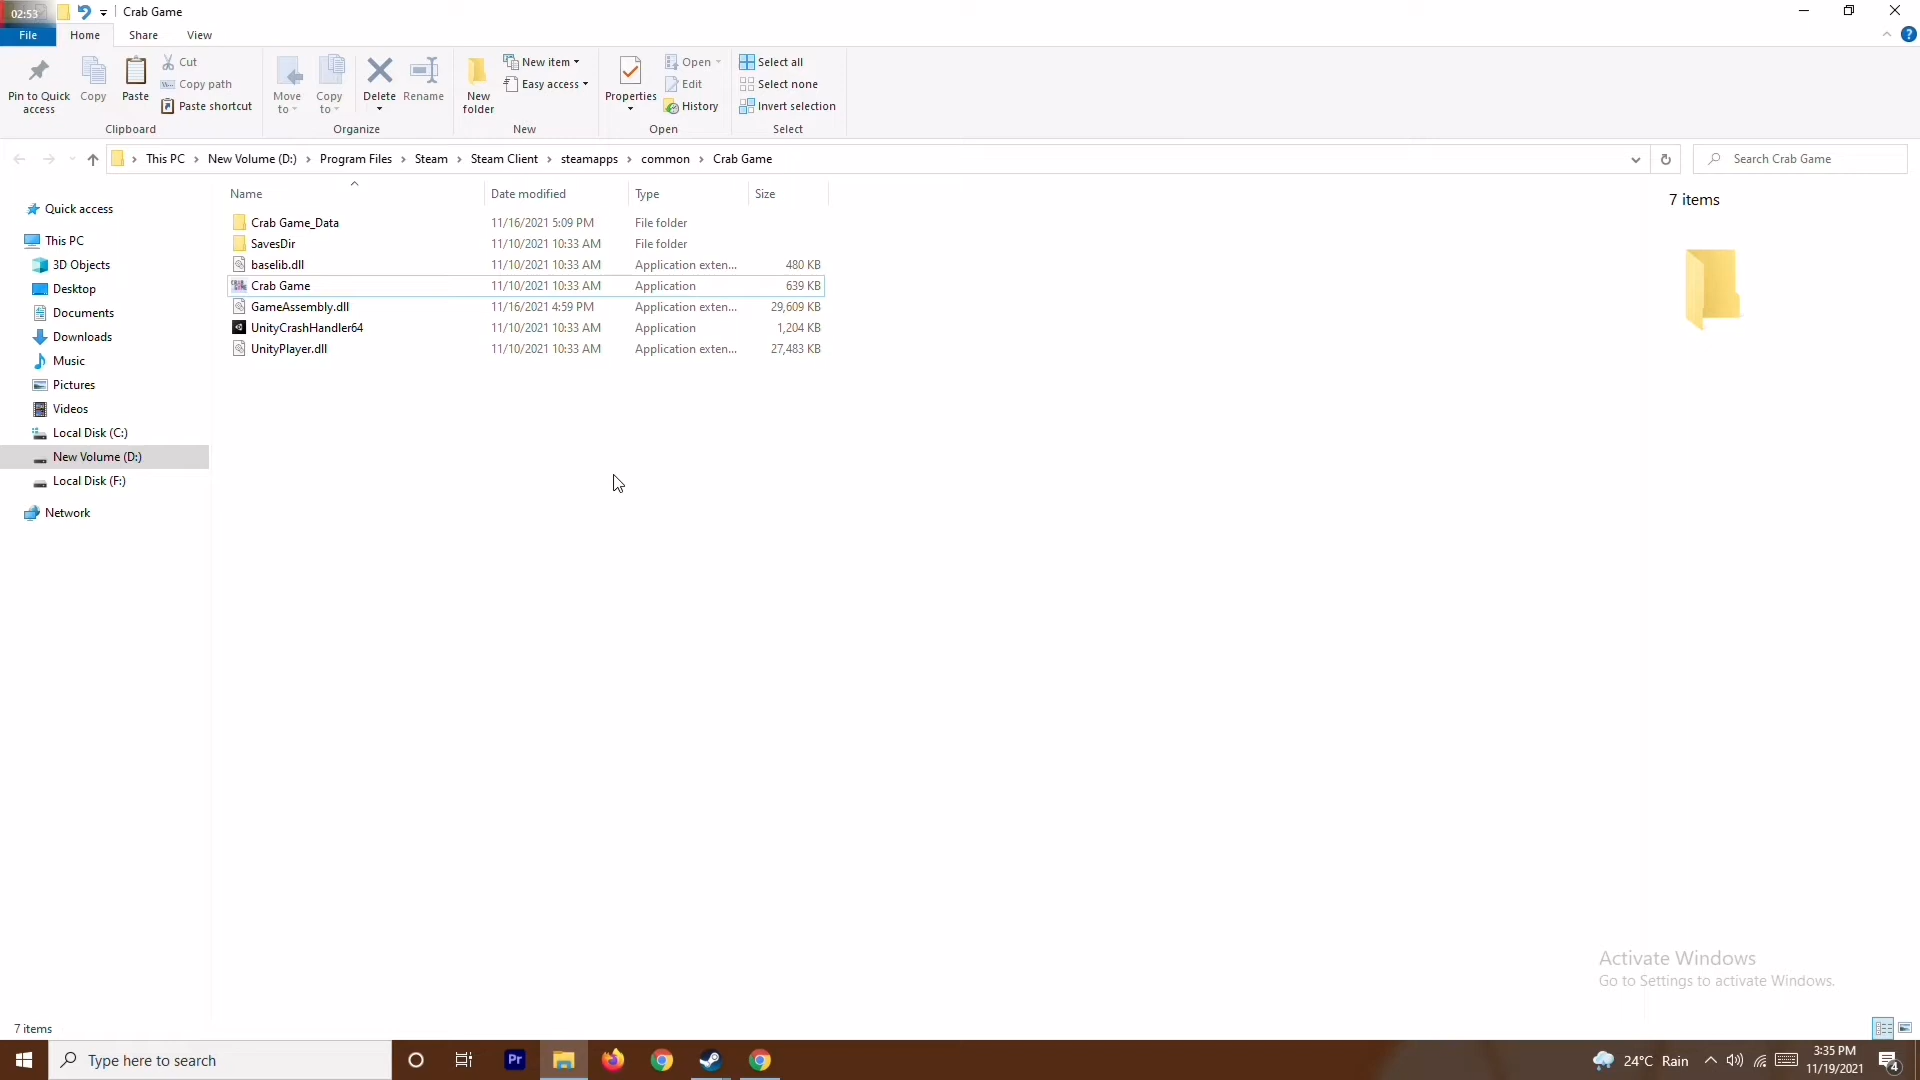 02:53
Crab Game
File Home Share View
Pin to Quick access
Copy
Paste
Cut
Copy path
Paste shortcut
Clipboard
Move to
Copy to
Delete
Rename
Organize
New folder
New item
Easy access
New
Properties
Open
Edit
History
Open
Select all
Select none
Invert selection
Select
This PC › New Volume (D:) › Program Files › Steam › Steam Client › steamapps › common › Crab Game
Search Crab Game
Quick access
This PC
3D Objects
Desktop
Documents
Downloads
Music
Pictures
Videos
Local Disk (C:)
New Volume (D:)
Local Disk (F:)
Network
Name Date modified Type Size
Crab Game_Data 11/16/2021 5:09 PM File folder
SavesDir 11/10/2021 10:33 AM File folder
baselib.dll 11/10/2021 10:33 AM Application exten... 480 KB
Crab Game 11/10/2021 10:33 AM Application 639 KB
GameAssembly.dll 11/16/2021 4:59 PM Application exten... 29,609 KB
UnityCrashHandler64 11/10/2021 10:33 AM Application 1,204 KB
UnityPlayer.dll 11/10/2021 10:33 AM Application exten... 27,483 KB
7 items
Activate Windows
Go to Settings to activate Windows.
7 items
Type here to search
Pr
24°C Rain
3:35 PM
11/19/2021
4